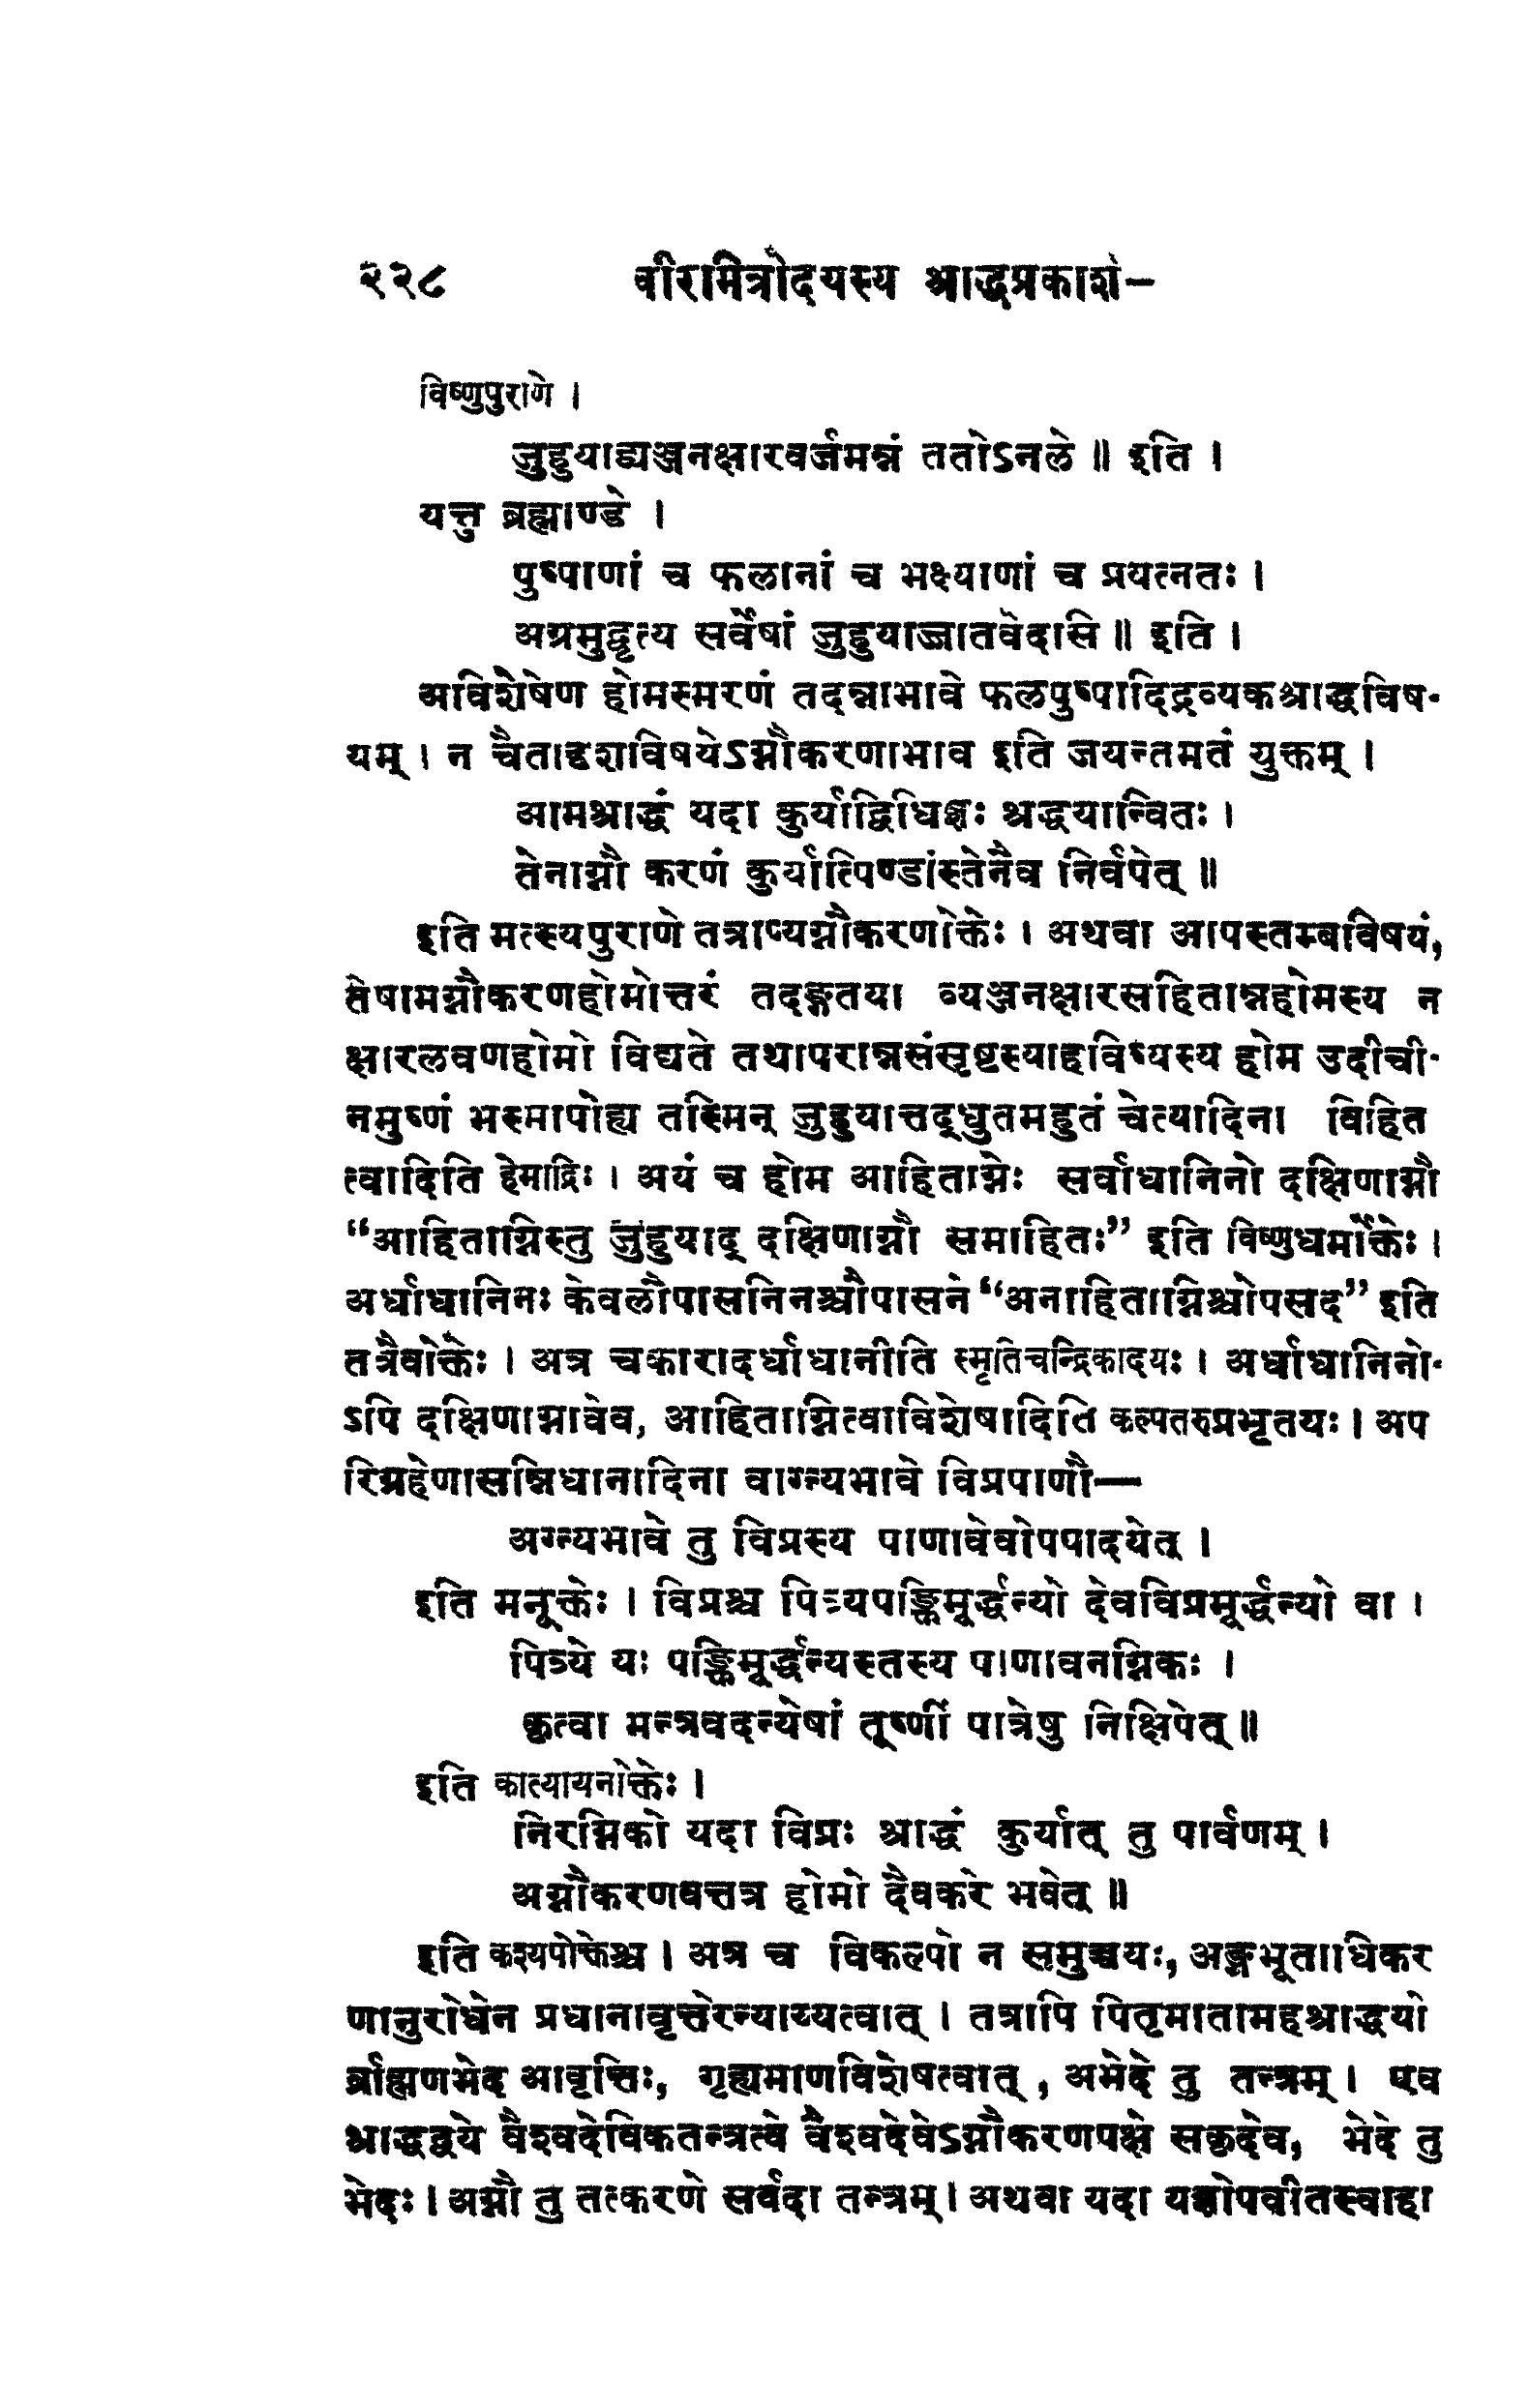 २२८ वीरमित्रोदयस्य श्राद्धप्रकाशे-
विष्णुपुराणे ।
जुहुयाद्व्यञ्जनक्षारवर्जमन्नं ततोऽनले ॥ इति ।
यत्तु ब्रह्माण्डे ।
पुष्पाणां च फलानां च भक्ष्याणां च प्रयत्नतः ।
अग्रमुद्धृत्य सर्वेषां जुहुयाज्जातवेदासि ॥ इति ।
अविशेषेण होमस्मरणं तदन्नाभावे फलपुष्पादिद्रव्यकश्राद्धविष-
यम् । न चैतादृशविषयेऽग्नौकरणाभाव इति जयन्तमतं युक्तम् ।
आमश्राद्धं यदा कुर्याद्विधिज्ञः श्रद्धयान्वितः ।
तेनाग्नौ करणं कुर्यात्पिण्डांस्तेनैव निर्वपेत् ॥
इति मत्स्यपुराणे तत्राप्यग्नौकरणोक्तेः । अथवा आपस्तम्बविषयं,
तेषामग्नौकरणहोमोत्तरं तदङ्गतया व्यञ्जनक्षारसहितान्नहोमस्य न
क्षारलवणहोमो विद्यते तथापरान्नसंसृष्टस्याहविष्यस्य होम उदीची-
नमुष्णं भस्मापोह्य तस्मिन् जुहुयात्तद्धुतमहुतं चेत्यादिना विहित
त्वादिति हेमाद्रिः । अयं च होम आहिताग्नेः सर्वाधानिनो दक्षिणाग्नौ
“आहिताग्निस्तु जुहुयाद् दक्षिणाग्नौ समाहितः” इति विष्णुधर्मोक्तेः ।
अर्धाधानिनः केवलौपासनिनश्चौपासने “अनाहिताग्निश्चोपसद” इति
तत्रैवोक्तेः । अत्र चकारादर्धाधानीति स्मृतिचन्द्रिकादयः । अर्धाधानिनो-
ऽपि दक्षिणाग्नावेव, आहिताग्नित्वाविशेषादिति कल्पतरुप्रभृतयः । अप
रिग्रहेणासन्निधानादिना वाग्न्यभावे विप्रपाणौ—
अग्न्यभावे तु विप्रस्य पाणावेवोपपादयेत् ।
इति मनूक्तेः । विप्रश्च पित्र्यपङ्क्तिमूर्द्धन्यो देवविप्रमूर्द्धन्यो वा ।
पित्र्ये यः पङ्क्तिमूर्द्धन्यस्तस्य पाणावनग्निकः ।
कृत्वा मन्त्रवदन्येषां तूष्णीं पात्रेषु निक्षिपेत् ॥
इति कात्यायनोक्तेः ।
निरग्निको यदा विप्रः श्राद्धं कुर्यात् तु पार्वणम् ।
अग्नौकरणवत्तत्र होमो दैवकरे भवेत् ॥
इति कश्यपोक्तेश्च । अत्र च विकल्पो न समुच्चयः, अङ्गभूताधिकर
णानुरोधेन प्रधानावृत्तेरन्याय्यत्वात् । तत्रापि पितृमातामहश्राद्धयो
र्ब्राह्मणभेद आवृत्तिः, गृह्यमाणविशेषत्वात् , अभेदे तु तन्त्रम् । एव
श्राद्धद्वये वैश्वदेविकतन्त्रत्वे वैश्वदेवेऽग्नौकरणपक्षे सकृदेव, भेदे तु
भेदः । अग्नौ तु तत्करणे सर्वदा तन्त्रम् । अथवा यदा यज्ञोपवीतस्वाहा